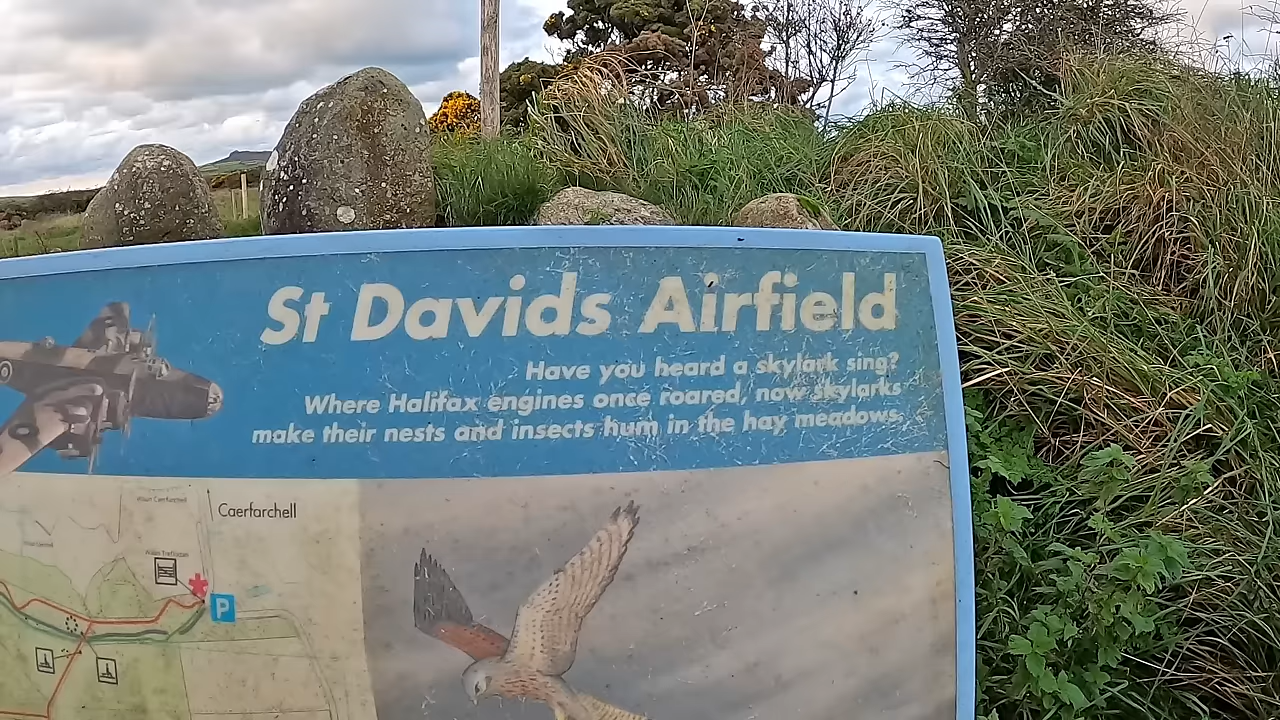 St Davids Airfield
Have you heard a skylark sing?
Where Halifax engines once roared, now skylarks
make their nests and insects hum in the hay meadows.
Caerfarchell
P